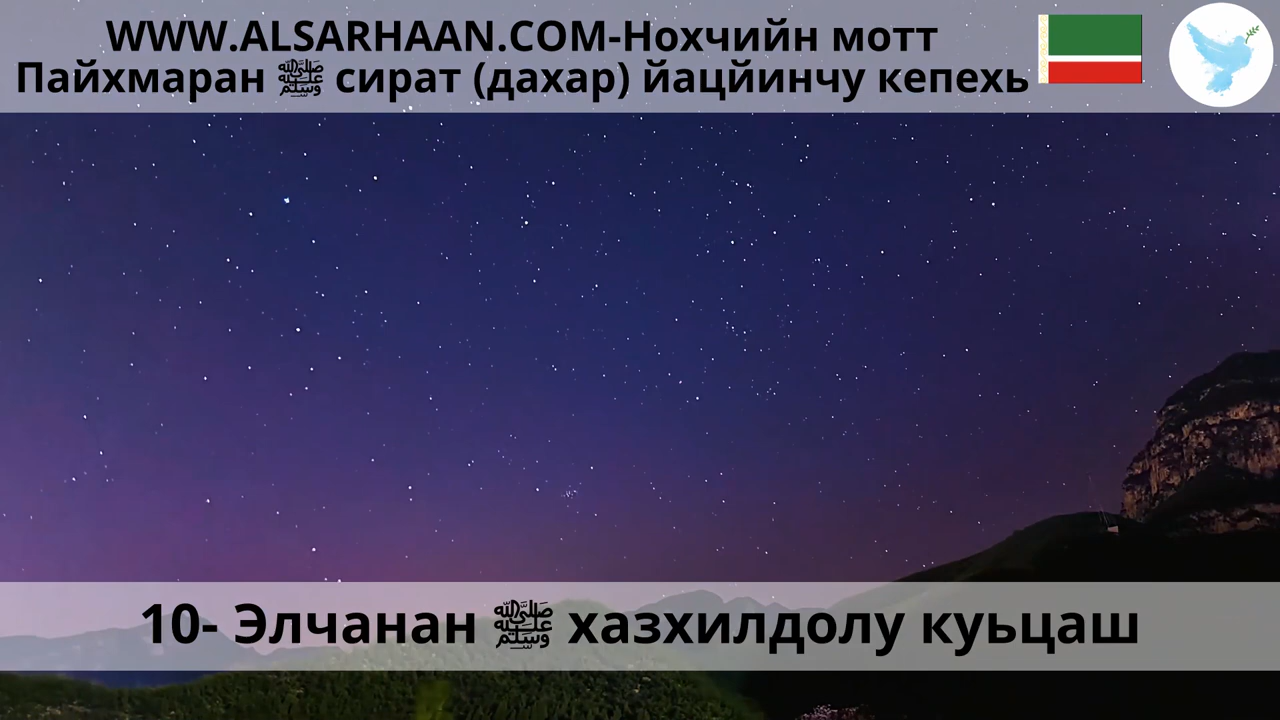 WWW.ALSARHAAN.COM-Нохчийн мотт
Пайхмаран ﷺ сират (дахар) йацйинчу кепехь
10- Элчанан ﷺ хазхилдолу куьцаш